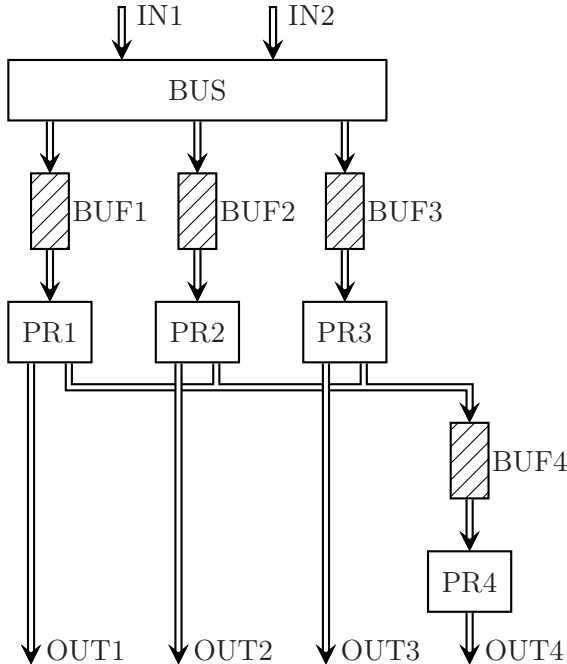 IN1 IN2
BUS
BUF1 BUF2 BUF3
PR1 PR2 PR3
BUF4
PR4
OUT1 OUT2 OUT3 OUT4